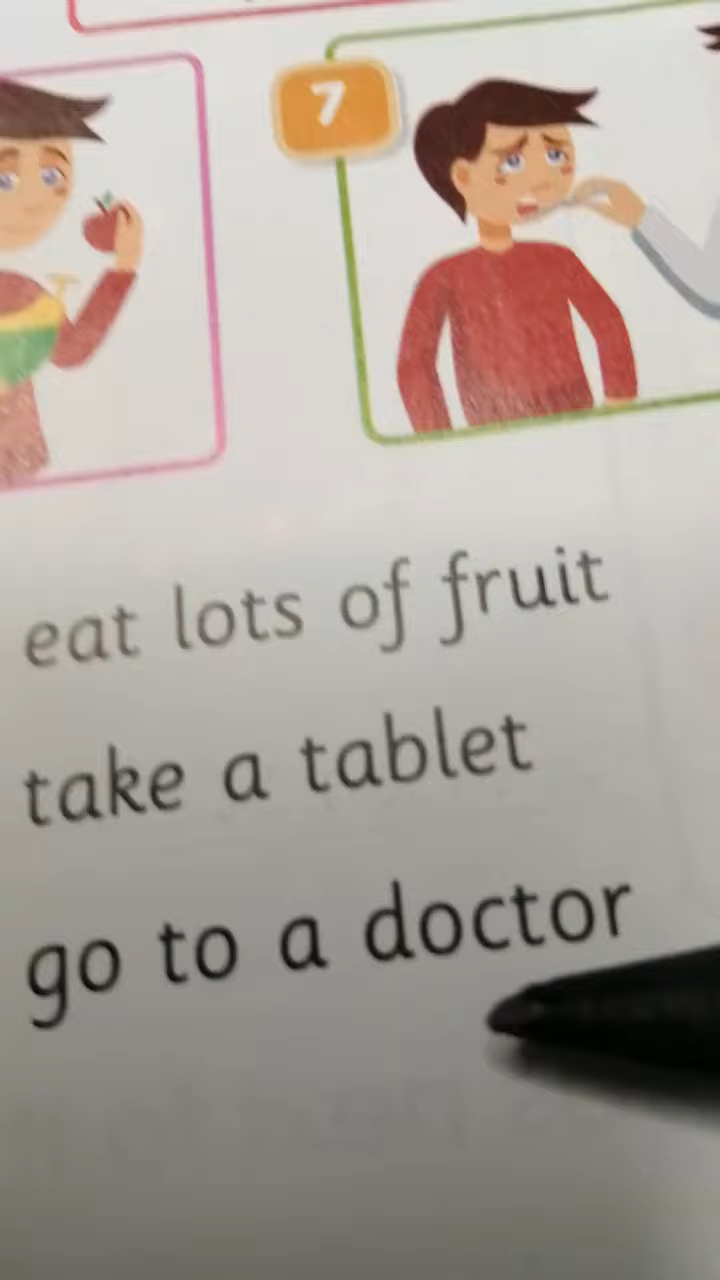 7
eat lots of fruit
take a tablet
go to a doctor